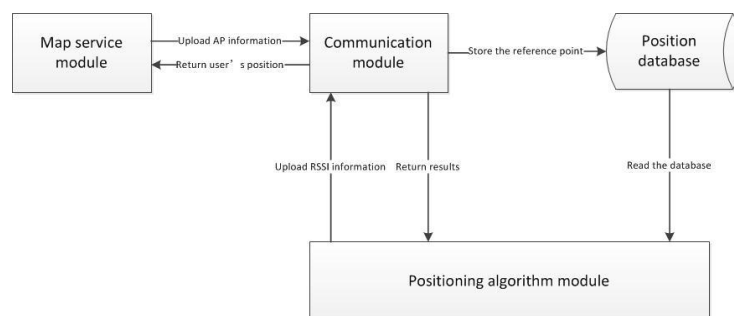 Map service
module
Upload AP information
Return user's position
Communication
module
Store the reference point
Position
database
Upload RSSI information
Return results
Read the database
Positioning algorithm module